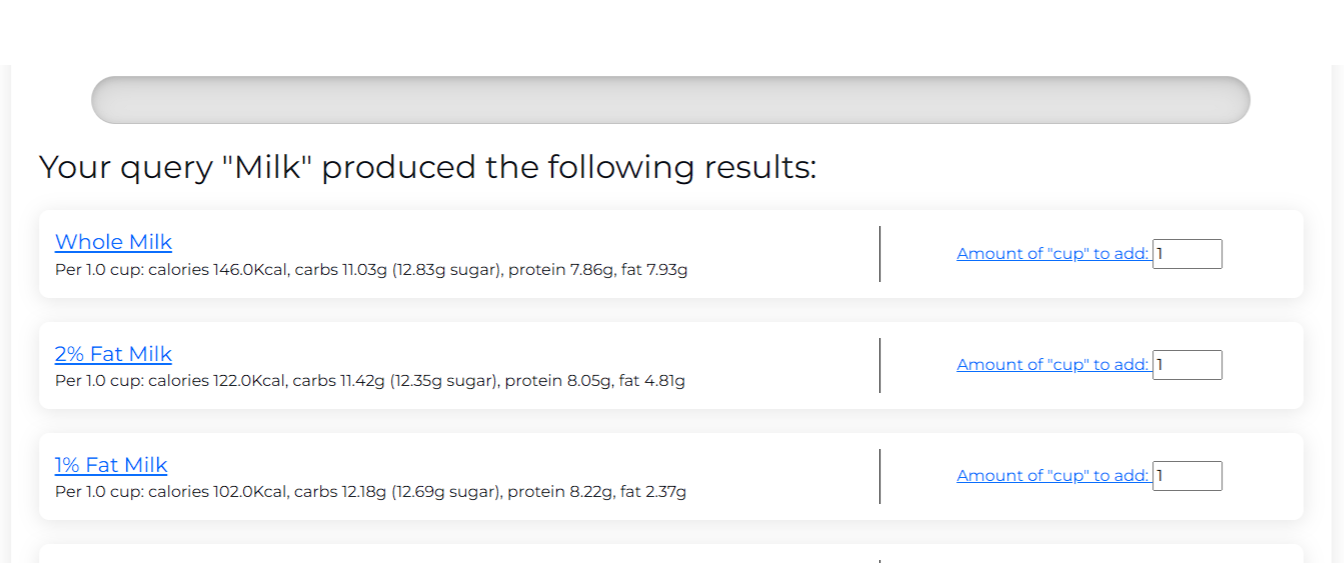 Your query "Milk" produced the following results:
Whole Milk
Per 1.0 cup: calories 146.0Kcal, carbs 11.03g (12.83g sugar), protein 7.86g, fat 7.93g
Amount of "cup" to add: 1
2% Fat Milk
Per 1.0 cup: calories 122.0Kcal, carbs 11.42g (12.35g sugar), protein 8.05g, fat 4.81g
Amount of "cup" to add: 1
1% Fat Milk
Per 1.0 cup: calories 102.0Kcal, carbs 12.18g (12.69g sugar), protein 8.22g, fat 2.37g
Amount of "cup" to add: 1